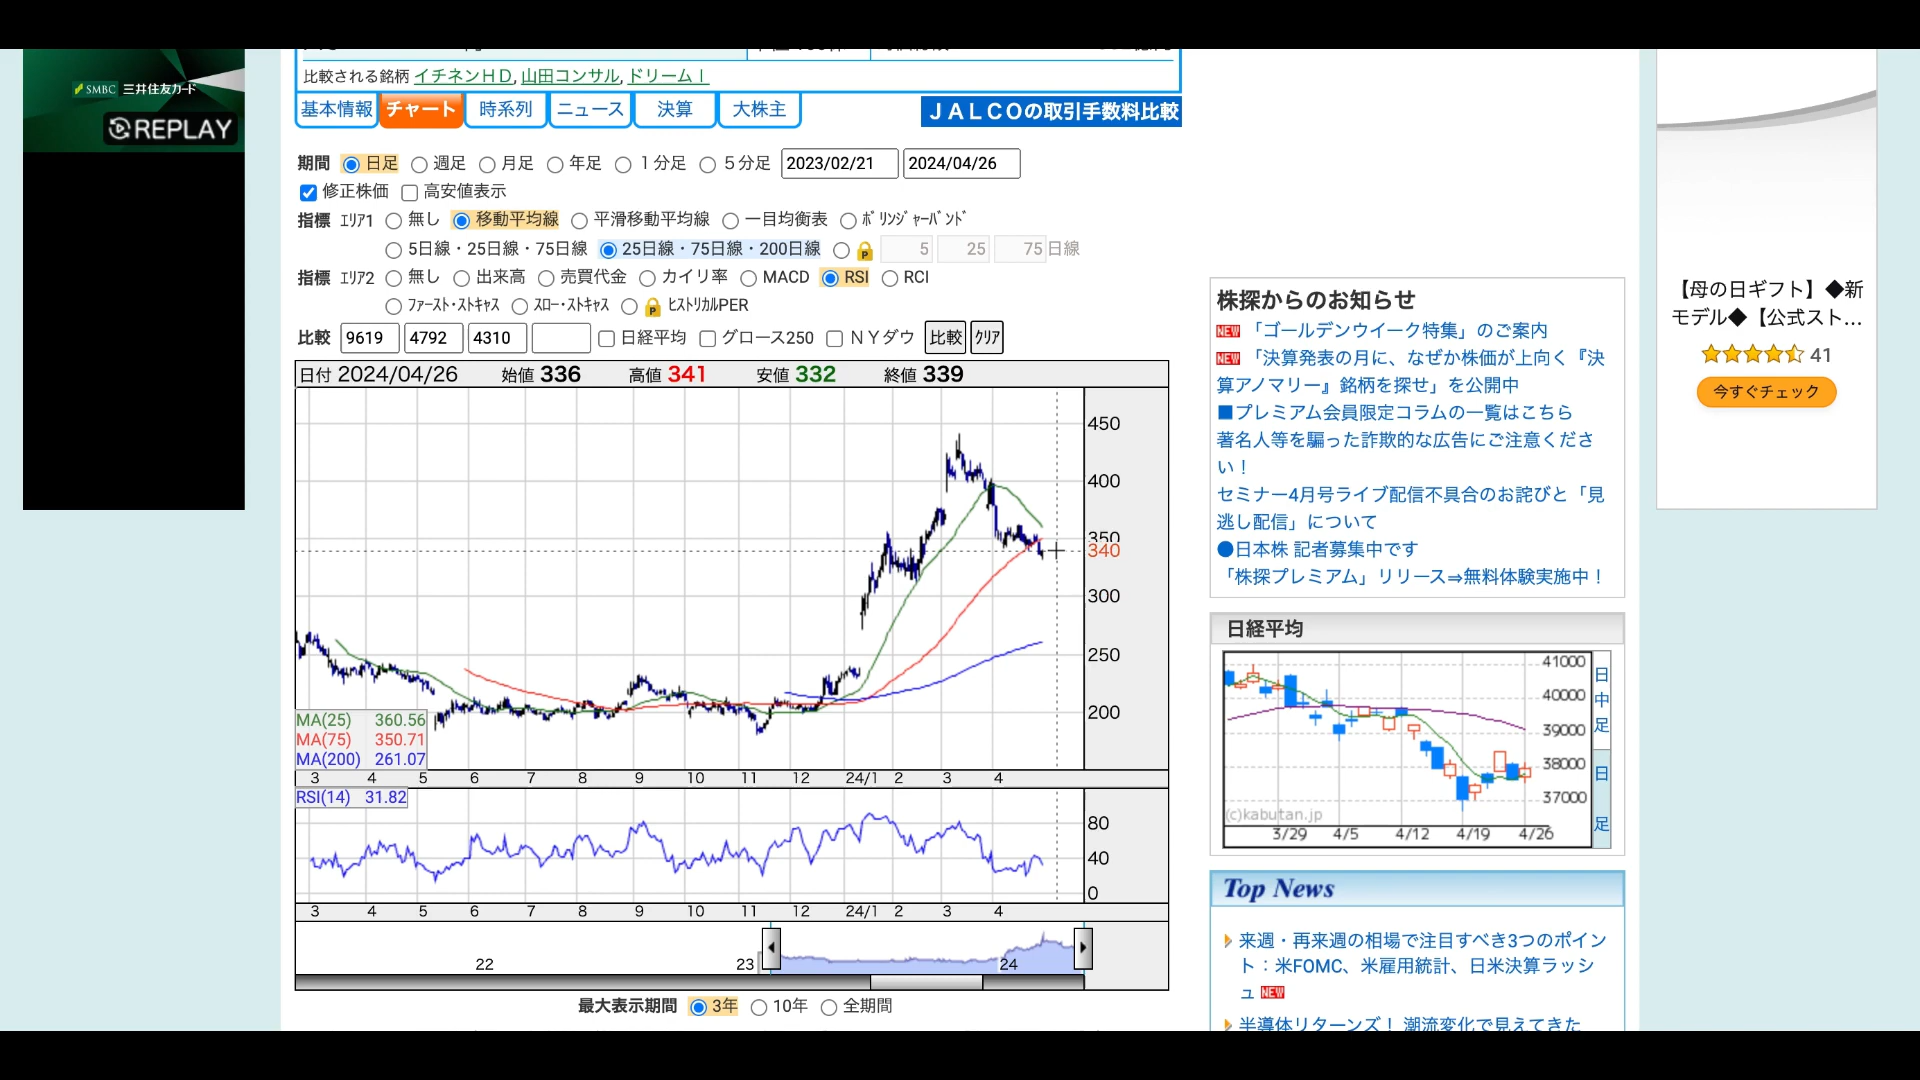 SMBC 三井住友カード
REPLAY
比較される銘柄 イチネンＨＤ, 山田コンサル, ドリームＩ
基本情報 チャート 時系列 ニュース 決算 大株主
ＪＡＬＣＯの取引手数料比較
期間 日足 週足 月足 年足 １分足 ５分足 2023/02/21 2024/04/26
修正株価 高安値表示
指標 ｴﾘｱ1 無し 移動平均線 平滑移動平均線 一目均衡表 ﾎﾞﾘﾝｼﾞｬｰﾊﾞﾝﾄﾞ
5日線・25日線・75日線 25日線・75日線・200日線 P 5 25 75 日線
指標 ｴﾘｱ2 無し 出来高 売買代金 カイリ率 MACD RSI RCI
ﾌｧｰｽﾄ･ｽﾄｷｬｽ ｽﾛｰ･ｽﾄｷｬｽ P ﾋｽﾄﾘｶﾙPER
比較 9619 4792 4310 日経平均 グロース250 ＮＹダウ 比較 ｸﾘｱ
日付 2024/04/26 始値 336 高値 341 安値 332 終値 339
450
400
350
340
300
250
200
MA(25) 360.56
MA(75) 350.71
MA(200) 261.07
3 4 5 6 7 8 9 10 11 12 24/1 2 3 4
RSI(14) 31.82
80
40
0
3 4 5 6 7 8 9 10 11 12 24/1 2 3 4
22 23 24
最大表示期間 3年 10年 全期間
株探からのお知らせ
NEW 「ゴールデンウイーク特集」のご案内
NEW 「決算発表の月に、なぜか株価が上向く『決
算アノマリー』銘柄を探せ」を公開中
■プレミアム会員限定コラムの一覧はこちら
著名人等を騙った詐欺的な広告にご注意くださ
い！
セミナー4月号ライブ配信不具合のお詫びと「見
逃し配信」について
●日本株 記者募集中です
「株探プレミアム」リリース⇒無料体験実施中！
日経平均
41000
40000
39000
38000
37000
(c)kabutan.jp
3/29 4/5 4/12 4/19 4/26
日中足
日足
Top News
来週・再来週の相場で注目すべき3つのポイン
ト：米FOMC、米雇用統計、日米決算ラッシ
ュ NEW
半導体リターンズ！ 潮流変化で見えてきた
【母の日ギフト】◆新
モデル◆【公式スト...
41
今すぐチェック